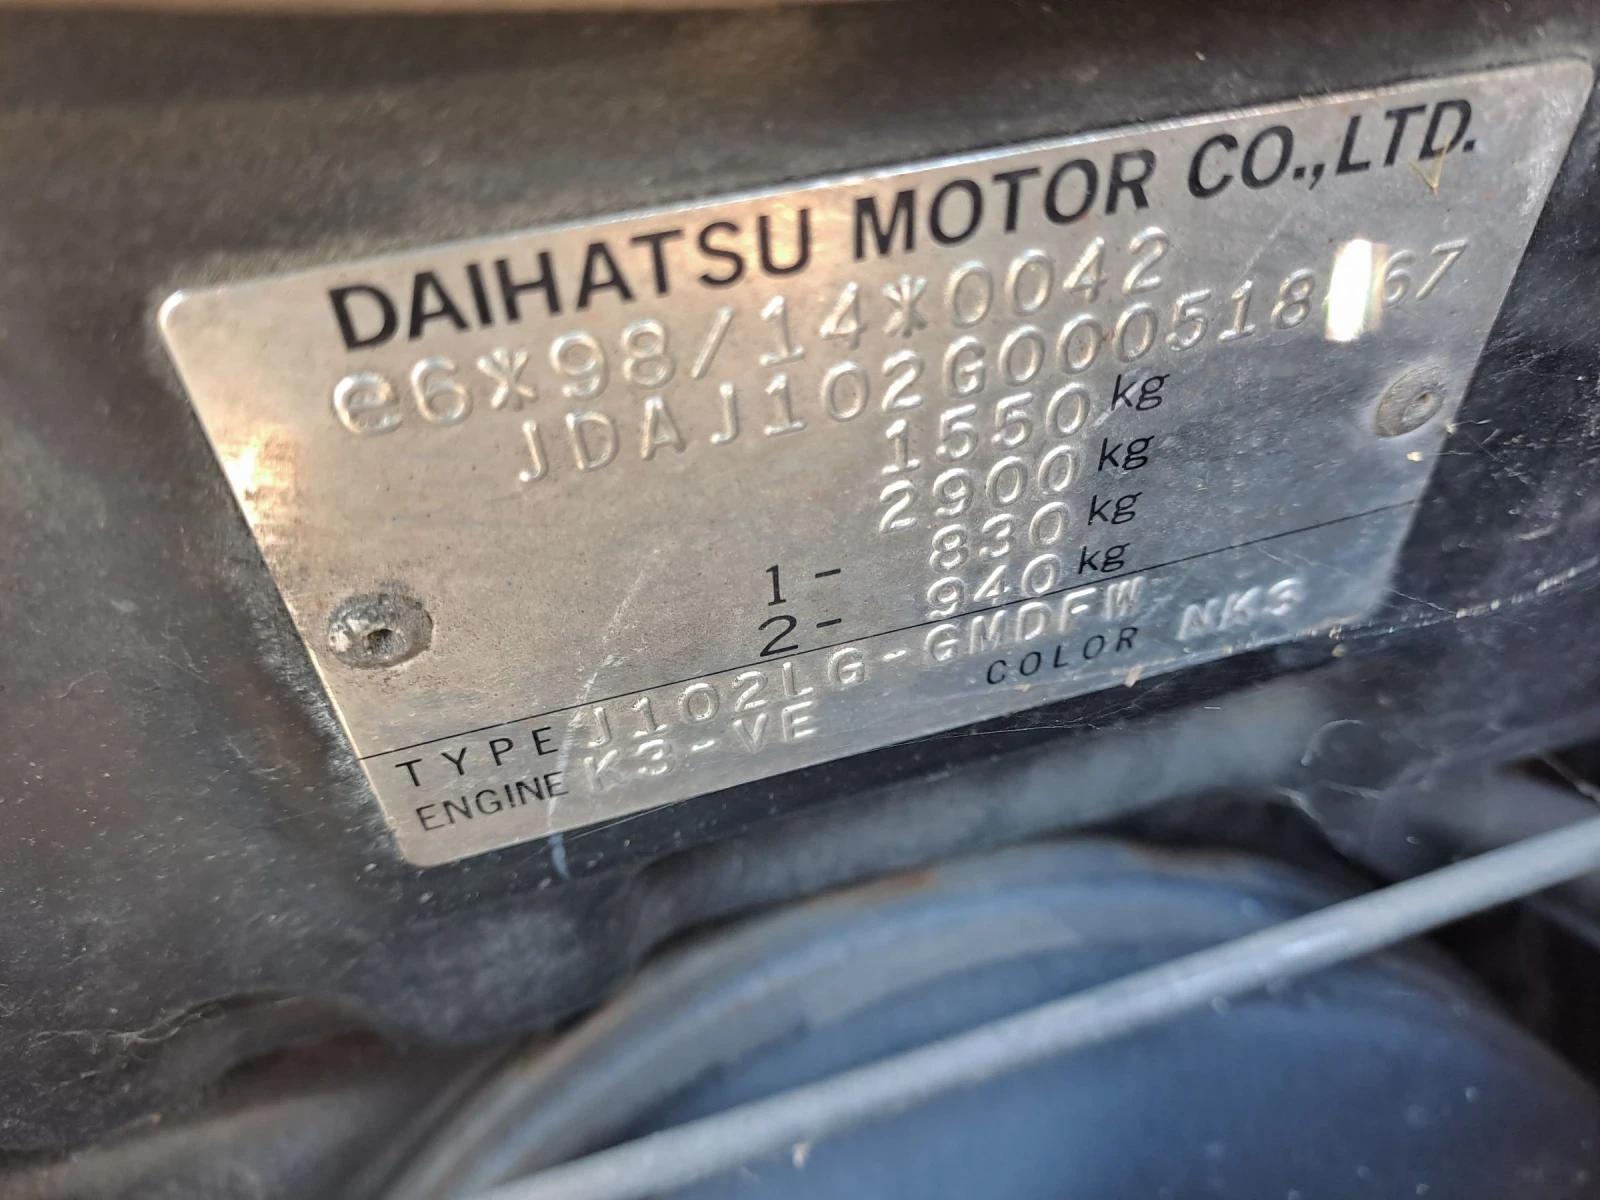 DAIHATSU MOTOR CO.,LTD.
e6*98/14*0042
1550 kg
2900 kg
1- 830 kg
2- 940 kg
TYPE J102LG-GMDFW
COLOR NK3
ENGINE K3-VE